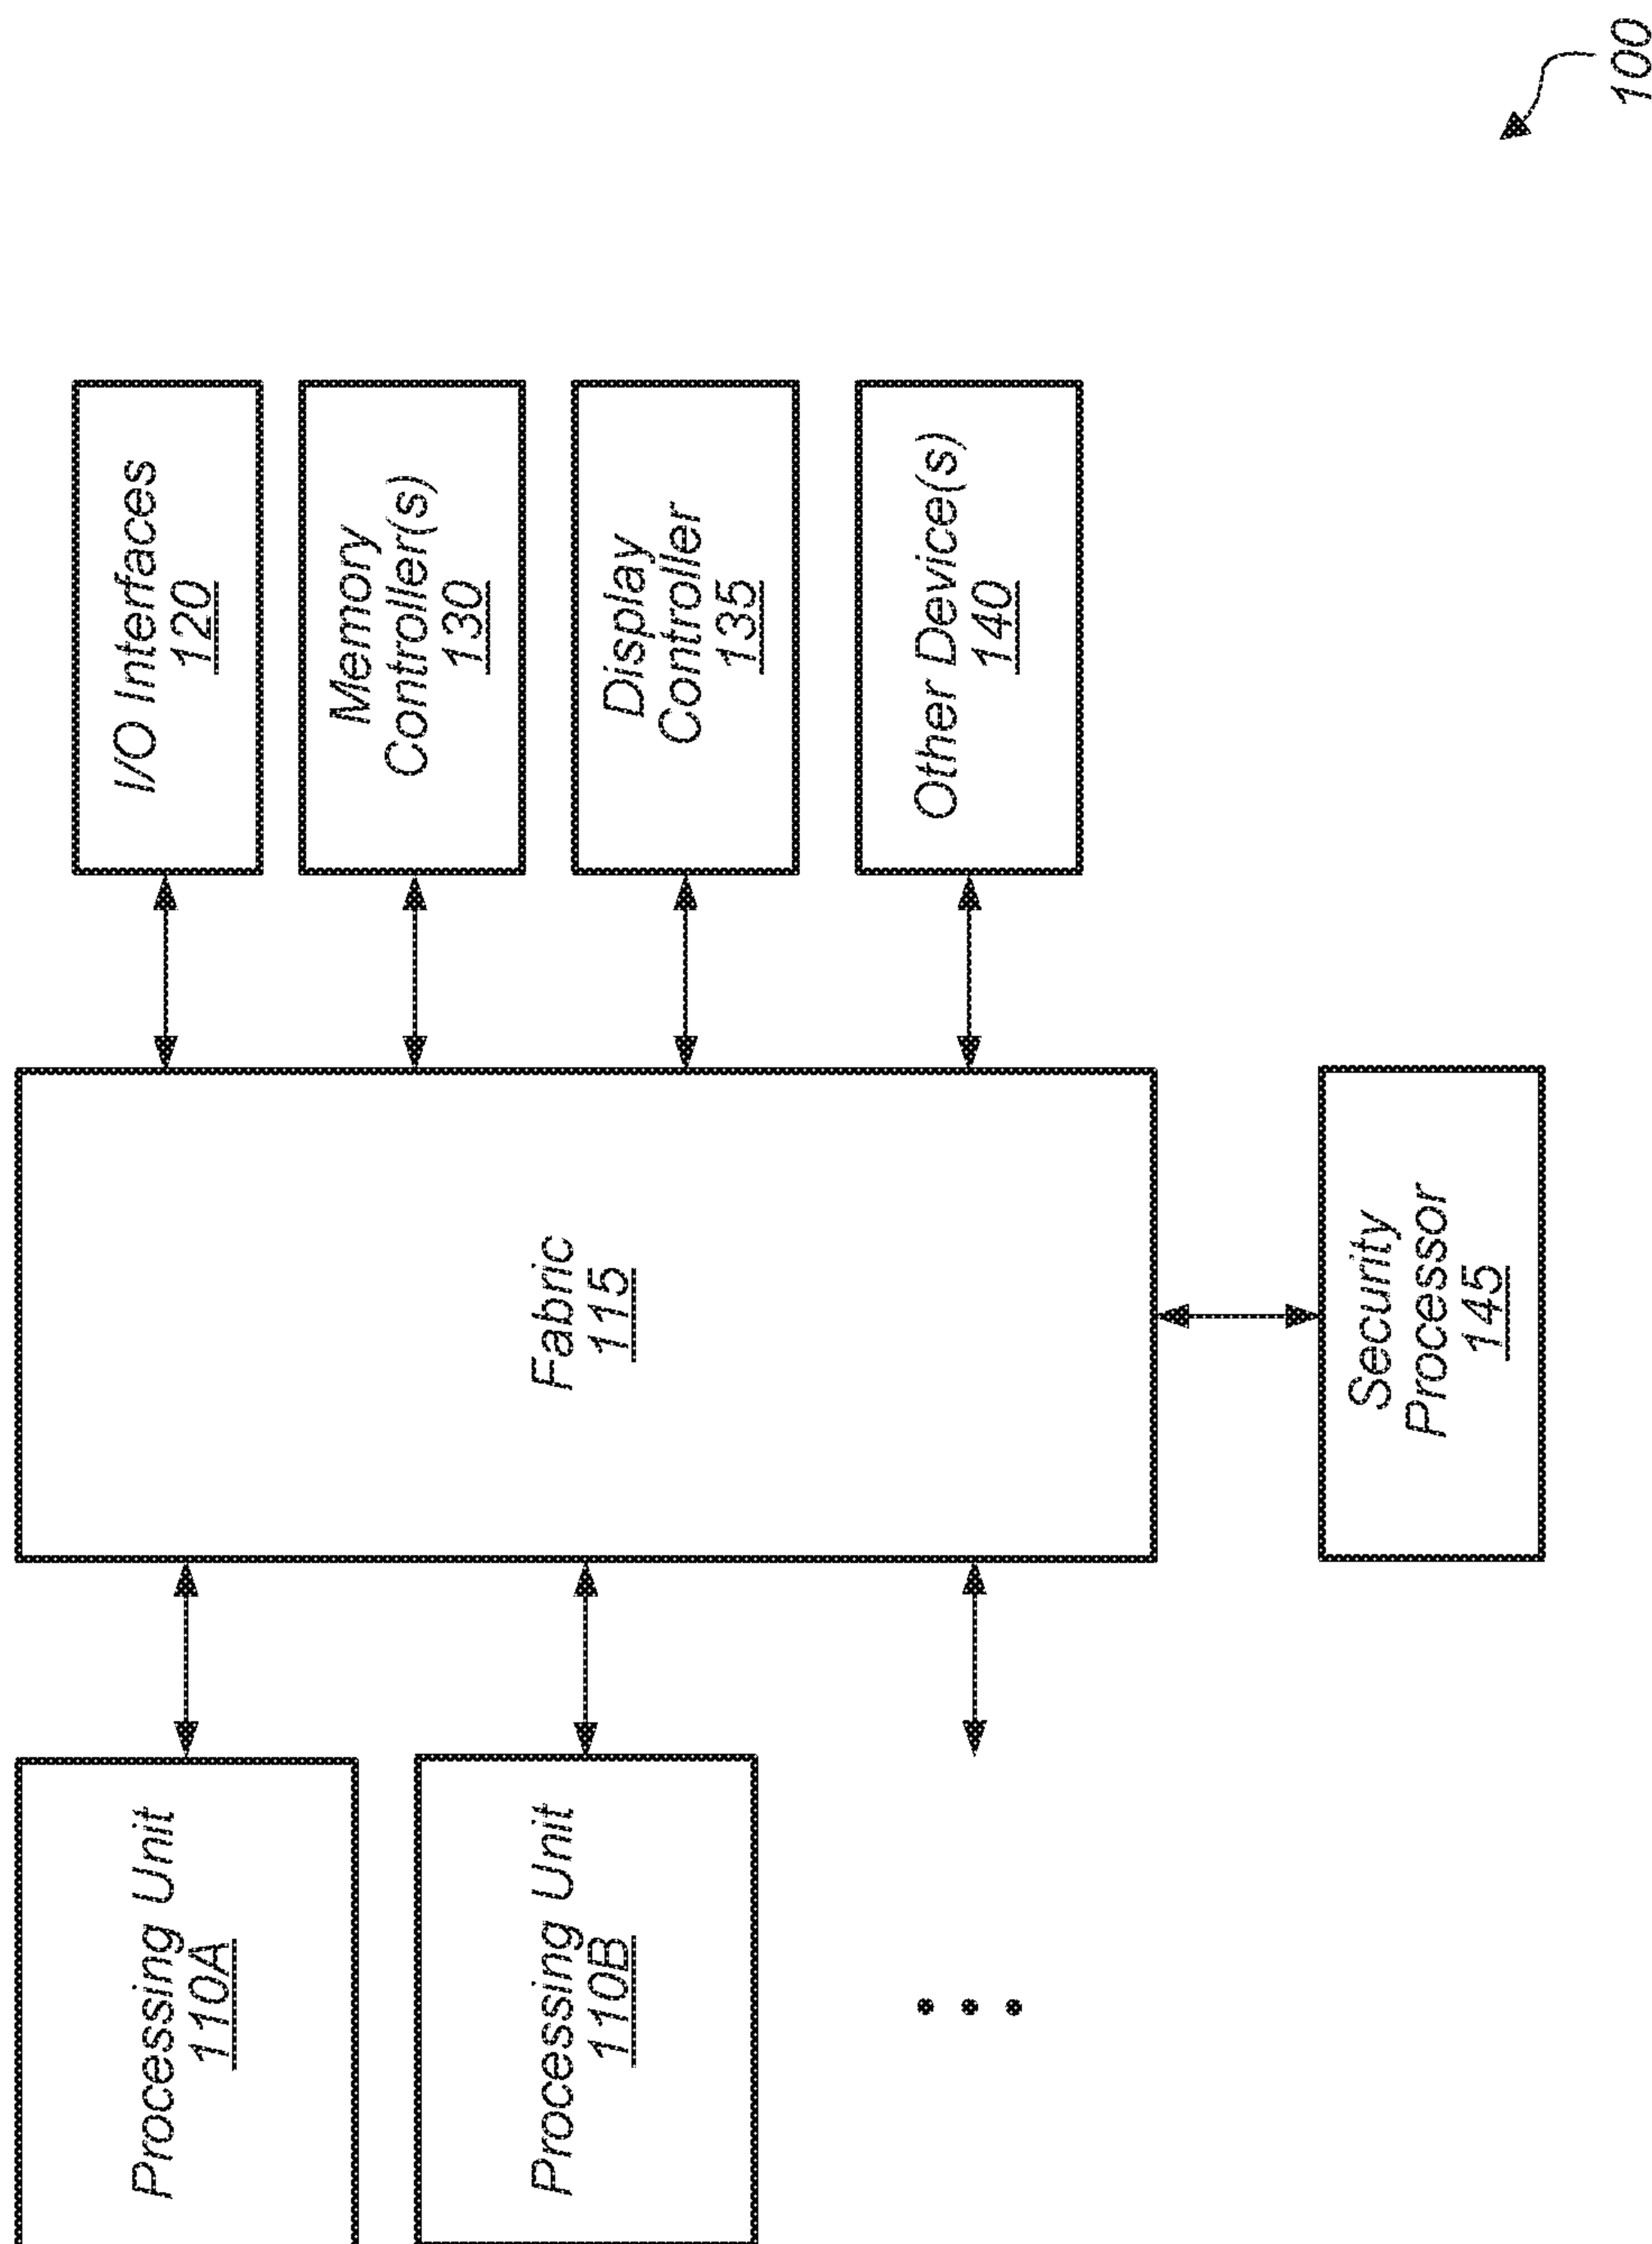 100
Processing Unit
110A
Processing Unit
110B
Fabric
115
I/O Interfaces
120
Memory
Controller(s)
130
Display
Controller
135
Other Device(s)
140
Security
Processor
145